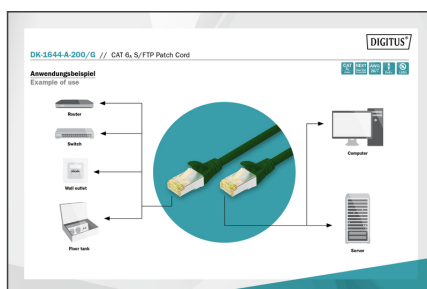 DIGITUS®
DK-1644-A-200/G // CAT 6A S/FTP Patch Cord
Anwendungsbeispiel
Example of use
Router
Switch
Wall outlet
Floor tank
Computer
Server